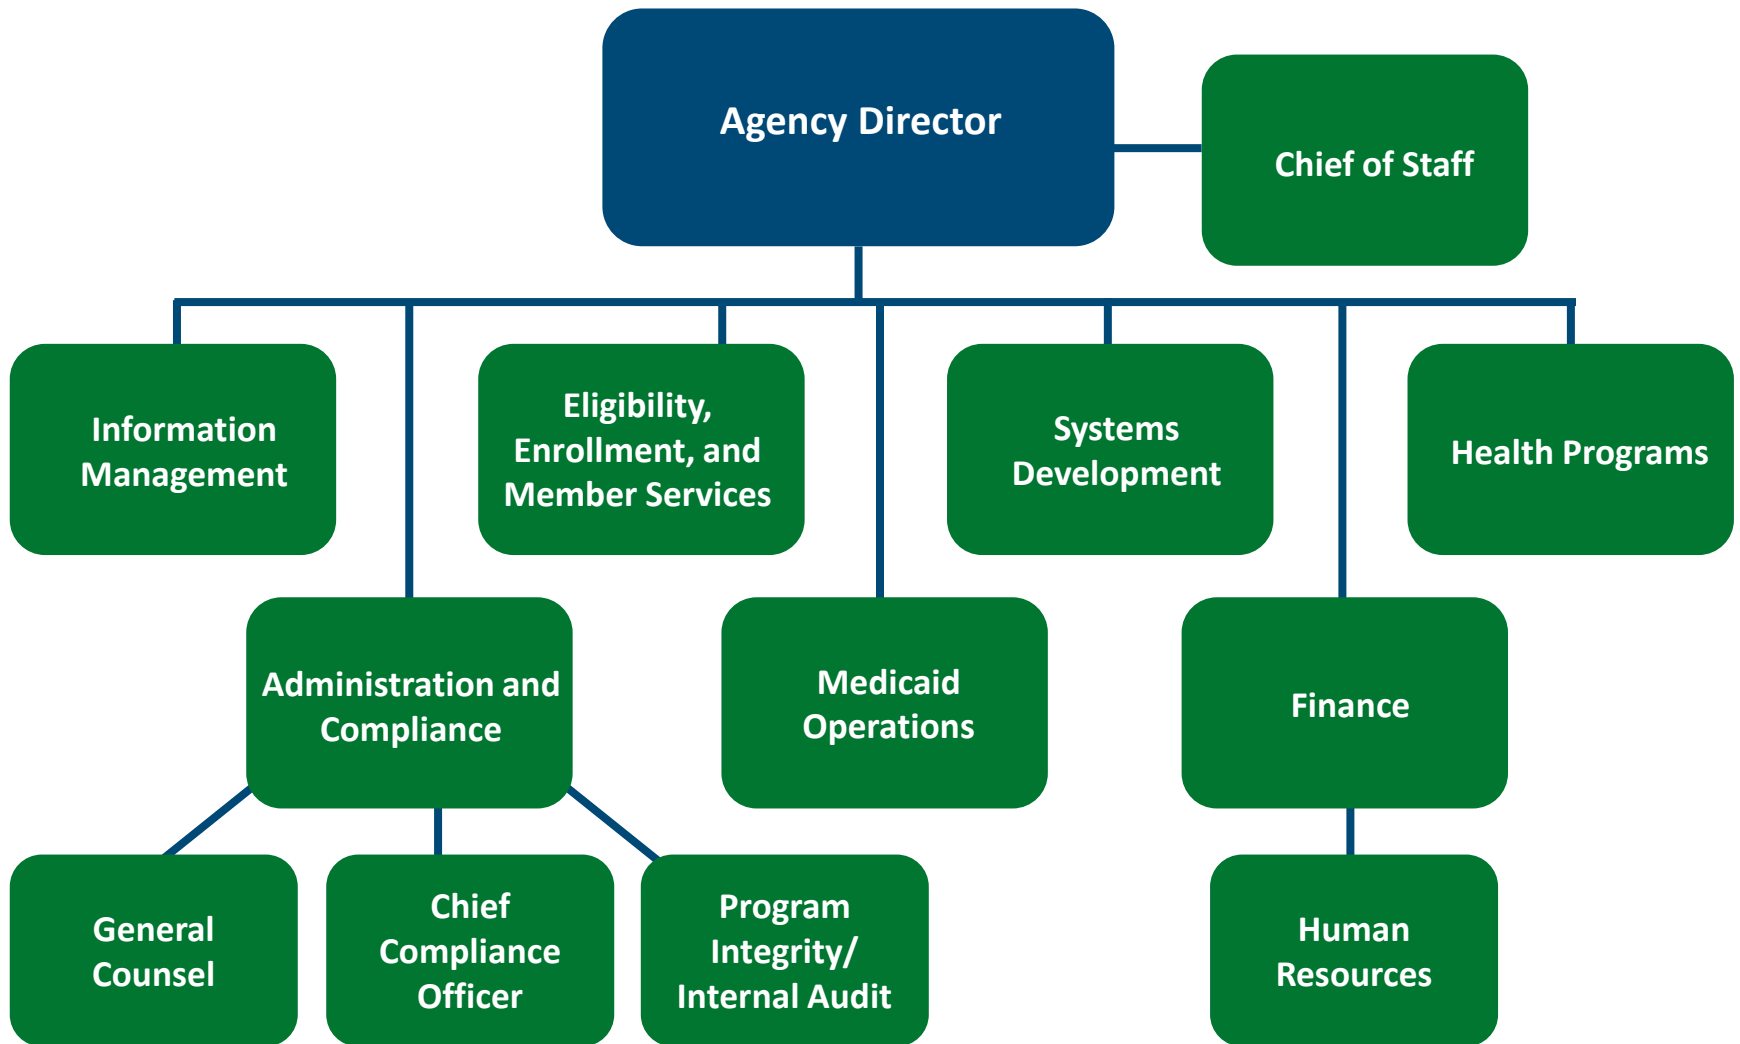 Agency Director
Chief of Staff
Information
Management
Eligibility,
Enrollment, and
Member Services
Systems
Development
Health Programs
Administration and
Compliance
Medicaid
Operations
Finance
General
Counsel
Chief
Compliance
Officer
Program
Integrity/
Internal Audit
Human
Resources